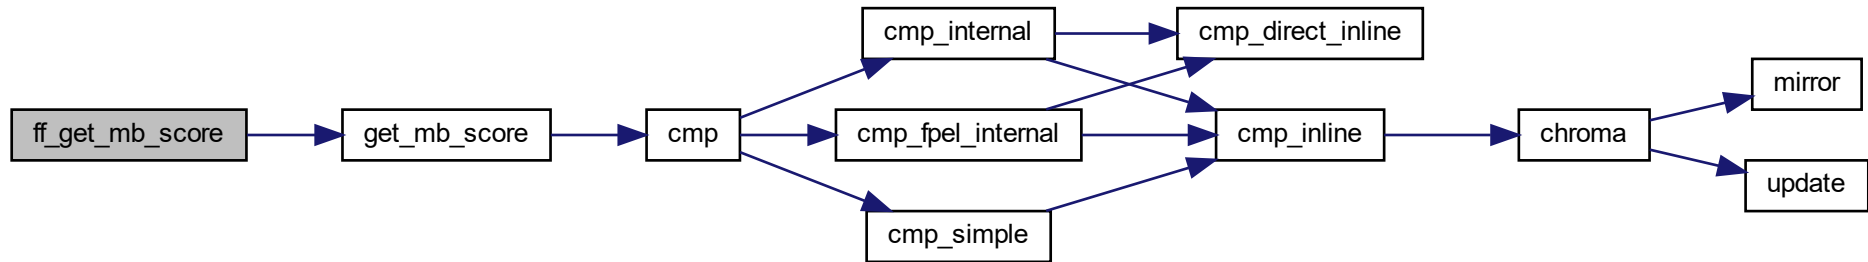 ff_get_mb_score
get_mb_score
cmp
cmp_internal
cmp_fpel_internal
cmp_simple
cmp_direct_inline
cmp_inline
chroma
mirror
update